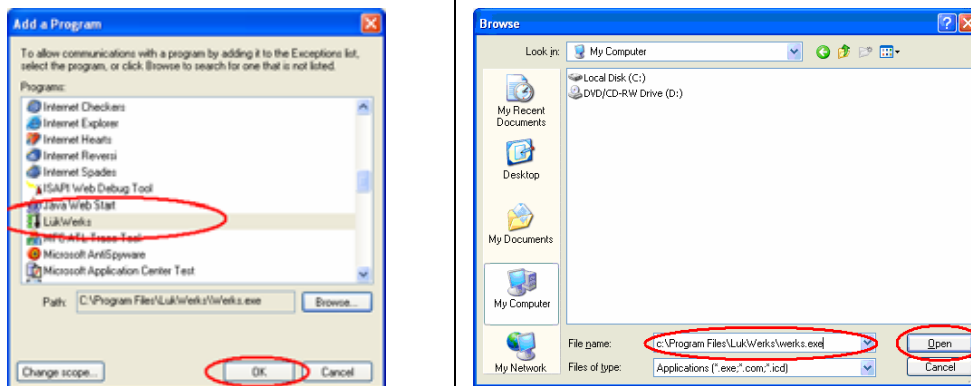 Add a Program
To allow communications with a program by adding it to the Exceptions list,
select the program, or click Browse to search for one that is not listed.
Programs:
Internet Checkers
Internet Explorer
Internet Hearts
Internet Reversi
Internet Spades
ISAPI Web Debug Tool
Java Web Start
LukWerks
MFC-ATL Trace Tool
Microsoft AntiSpyware
Microsoft Application Center Test
Path: C:\Program Files\LukWerks\Werks.exe Browse...
Change scope... OK Cancel
Browse
Look in: My Computer
Local Disk (C:)
DVD/CD-RW Drive (D:)
My Recent
Documents
Desktop
My Documents
My Computer
My Network
File name: c:\Program Files\LukWerks\werks.exe Open
Files of type: Applications (*.exe;*.com;*.icd) Cancel